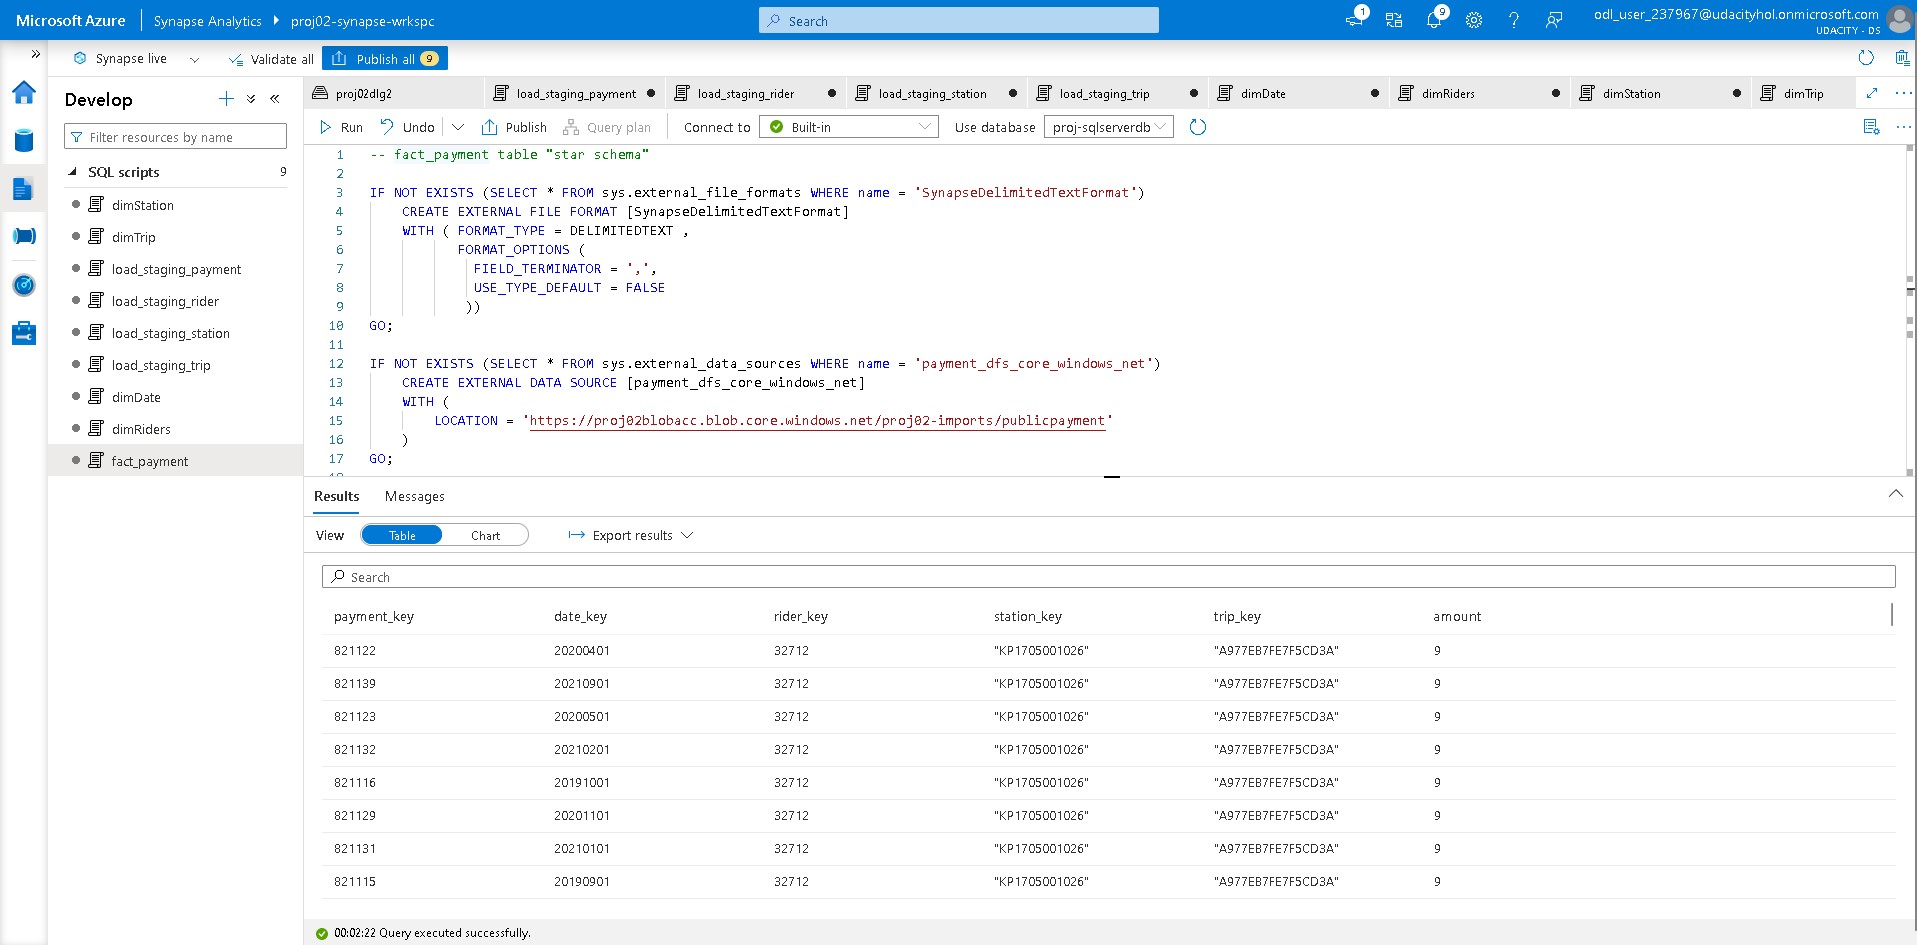 Microsoft Azure
Synapse Analytics
proj02-synapse-wrkspc
Search
1
9
odl_user_237967@udacityhol.onmicrosoft.com
UDACITY - DS
Synapse live
Validate all
Publish all
9
Develop
Filter resources by name
SQL scripts
9
dimStation
dimTrip
load_staging_payment
load_staging_rider
load_staging_station
load_staging_trip
dimDate
dimRiders
fact_payment
proj02dlg2
load_staging_payment
load_staging_rider
load_staging_station
load_staging_trip
dimDate
dimRiders
dimStation
dimTrip
Run
Undo
Publish
Query plan
Connect to
Built-in
Use database
proj-sqlserverdb
1 -- fact_payment table "star schema"
2
3 IF NOT EXISTS (SELECT * FROM sys.external_file_formats WHERE name = 'SynapseDelimitedTextFormat')
4 CREATE EXTERNAL FILE FORMAT [SynapseDelimitedTextFormat]
5 WITH ( FORMAT_TYPE = DELIMITEDTEXT ,
6 FORMAT_OPTIONS (
7 FIELD_TERMINATOR = ',',
8 USE_TYPE_DEFAULT = FALSE
9 ))
10 GO;
11
12 IF NOT EXISTS (SELECT * FROM sys.external_data_sources WHERE name = 'payment_dfs_core_windows_net')
13 CREATE EXTERNAL DATA SOURCE [payment_dfs_core_windows_net]
14 WITH (
15 LOCATION = 'https://proj02blobacc.blob.core.windows.net/proj02-imports/publicpayment'
16 )
17 GO;
Results
Messages
View
Table
Chart
Export results
Search
payment_key date_key rider_key station_key trip_key amount
821122 20200401 32712 "KP1705001026" "A977EB7FE7F5CD3A" 9
821139 20210901 32712 "KP1705001026" "A977EB7FE7F5CD3A" 9
821123 20200501 32712 "KP1705001026" "A977EB7FE7F5CD3A" 9
821132 20210201 32712 "KP1705001026" "A977EB7FE7F5CD3A" 9
821116 20191001 32712 "KP1705001026" "A977EB7FE7F5CD3A" 9
821129 20201101 32712 "KP1705001026" "A977EB7FE7F5CD3A" 9
821131 20210101 32712 "KP1705001026" "A977EB7FE7F5CD3A" 9
821115 20190901 32712 "KP1705001026" "A977EB7FE7F5CD3A" 9
00:02:22 Query executed successfully.